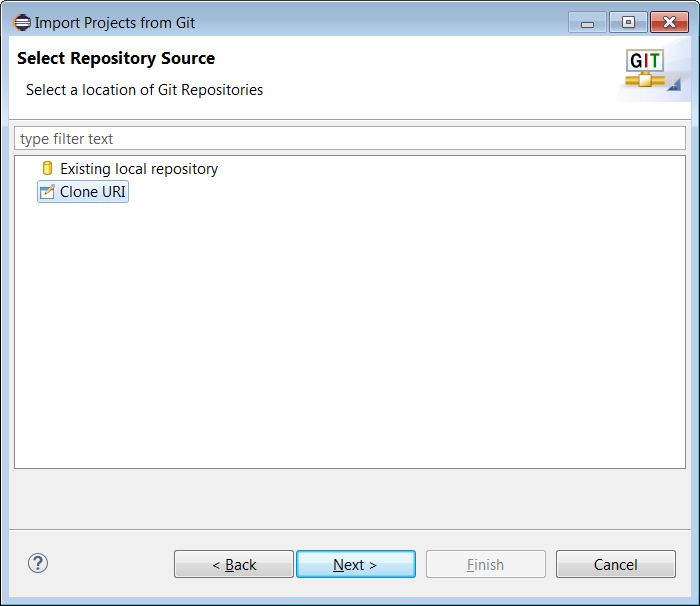 Import Projects from Git
Select Repository Source
Select a location of Git Repositories
GIT
type filter text
Existing local repository
Clone URI
?
< Back
Next >
Finish
Cancel